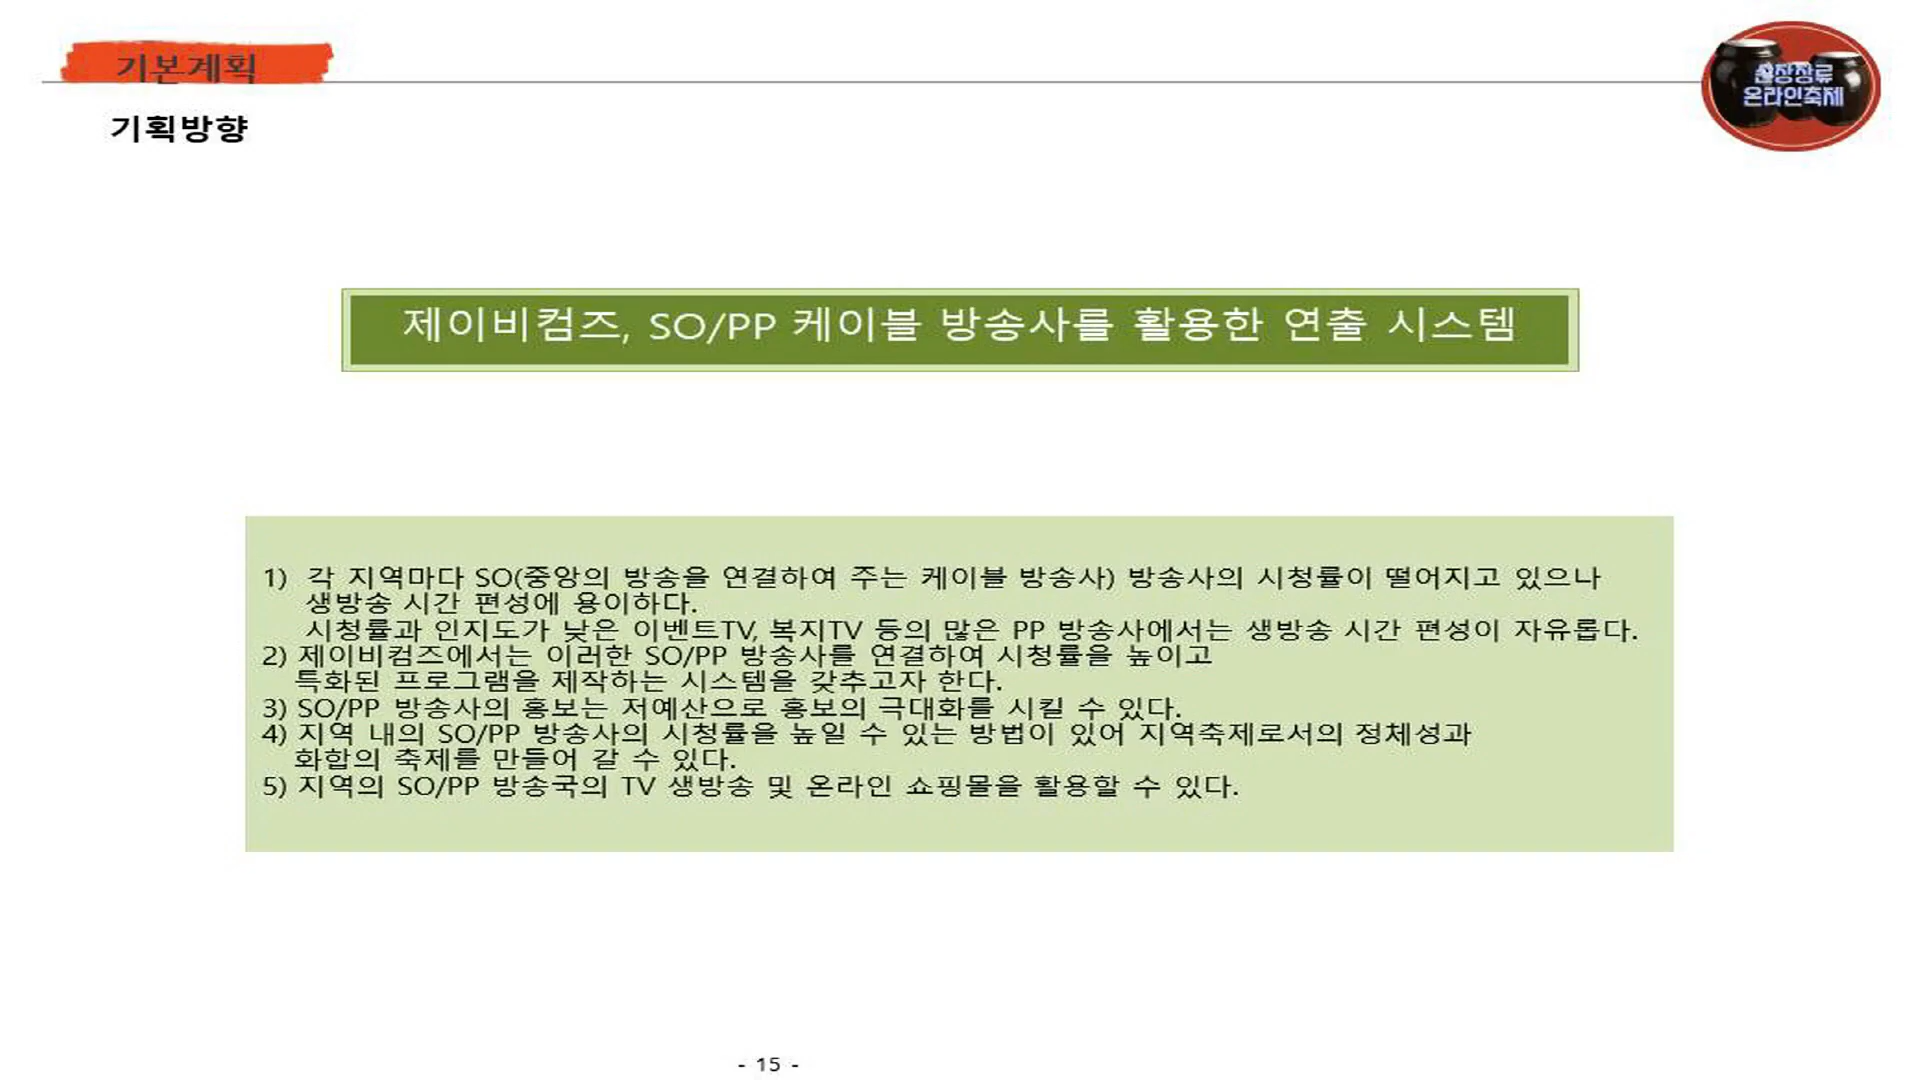 기본계획
순창장류
온라인축제
기획방향
제이비컴즈, SO/PP 케이블 방송사를 활용한 연출 시스템
1) 각 지역마다 SO(중앙의 방송을 연결하여 주는 케이블 방송사) 방송사의 시청률이 떨어지고 있으나
생방송 시간 편성에 용이하다.
시청률과 인지도가 낮은 이벤트TV, 복지TV 등의 많은 PP 방송사에서는 생방송 시간 편성이 자유롭다.
2) 제이비컴즈에서는 이러한 SO/PP 방송사를 연결하여 시청률을 높이고
특화된 프로그램을 제작하는 시스템을 갖추고자 한다.
3) SO/PP 방송사의 홍보는 저예산으로 홍보의 극대화를 시킬 수 있다.
4) 지역 내의 SO/PP 방송사의 시청률을 높일 수 있는 방법이 있어 지역축제로서의 정체성과
화합의 축제를 만들어 갈 수 있다.
5) 지역의 SO/PP 방송국의 TV 생방송 및 온라인 쇼핑몰을 활용할 수 있다.
- 15 -